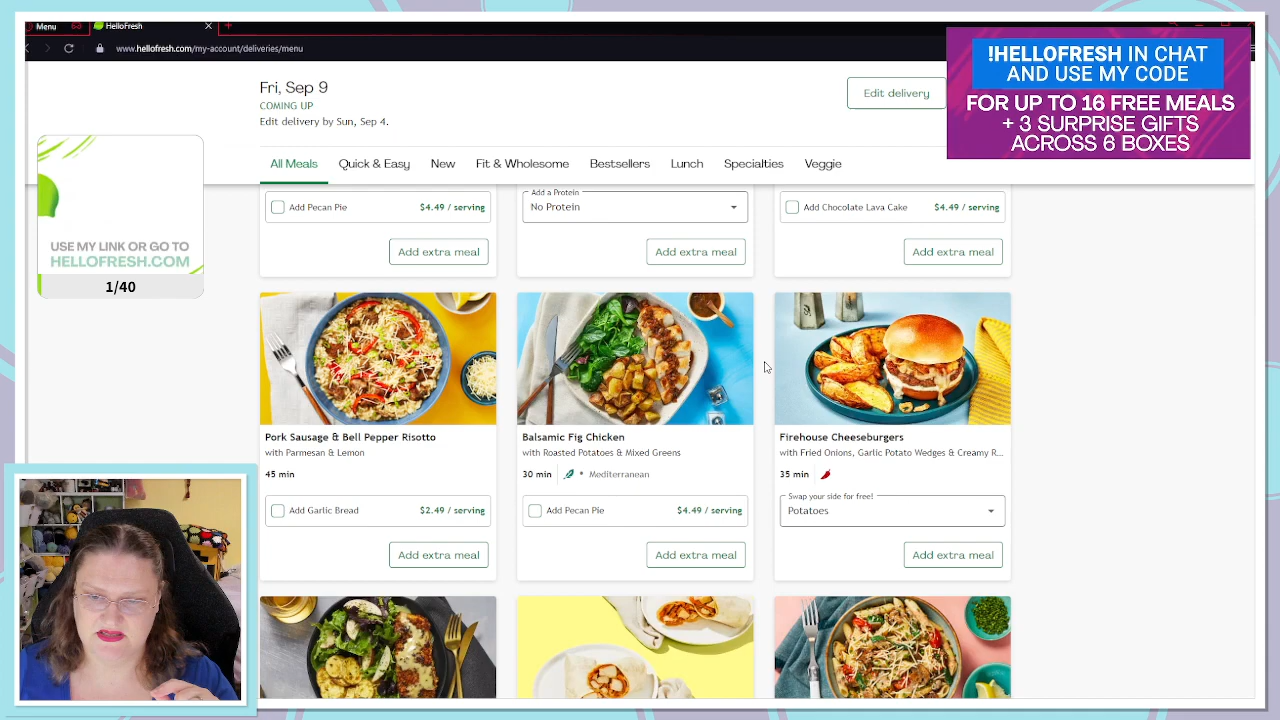 Menu
HelloFresh
www.hellofresh.com/my-account/deliveries/menu
!HELLOFRESH IN CHAT
AND USE MY CODE
FOR UP TO 16 FREE MEALS
+ 3 SURPRISE GIFTS
ACROSS 6 BOXES
Fri, Sep 9
COMING UP
Edit delivery by Sun, Sep 4.
Edit delivery
All Meals Quick & Easy New Fit & Wholesome Bestsellers Lunch Specialties Veggie
USE MY LINK OR GO TO
HELLOFRESH.COM
1/40
Add Pecan Pie $4.49 / serving
Add a Protein
No Protein
Add Chocolate Lava Cake $4.49 / serving
Add extra meal
Add extra meal
Add extra meal
Pork Sausage & Bell Pepper Risotto
with Parmesan & Lemon
45 min
Add Garlic Bread $2.49 / serving
Add extra meal
Balsamic Fig Chicken
with Roasted Potatoes & Mixed Greens
30 min • Mediterranean
Add Pecan Pie $4.49 / serving
Add extra meal
Firehouse Cheeseburgers
with Fried Onions, Garlic Potato Wedges & Creamy R...
35 min
Swap your side for free!
Potatoes
Add extra meal